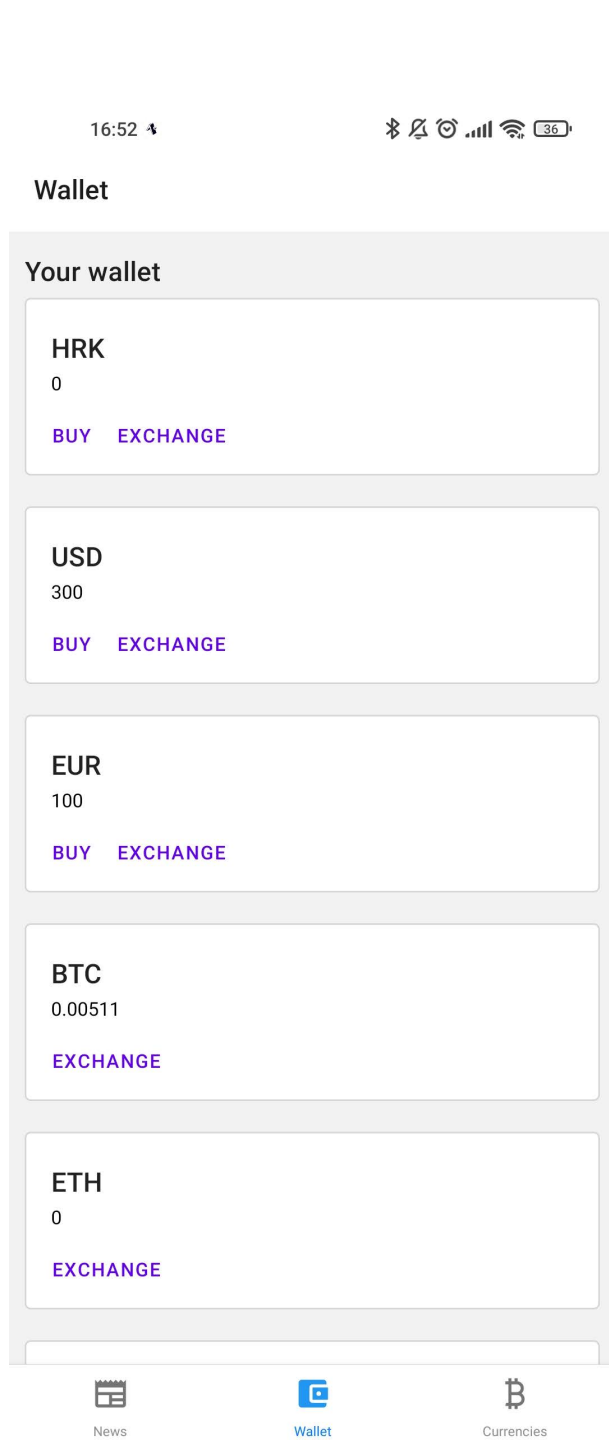 16:52
36
Wallet
Your wallet
HRK
0
BUY EXCHANGE
USD
300
BUY EXCHANGE
EUR
100
BUY EXCHANGE
BTC
0.00511
EXCHANGE
ETH
0
EXCHANGE
News Wallet Currencies